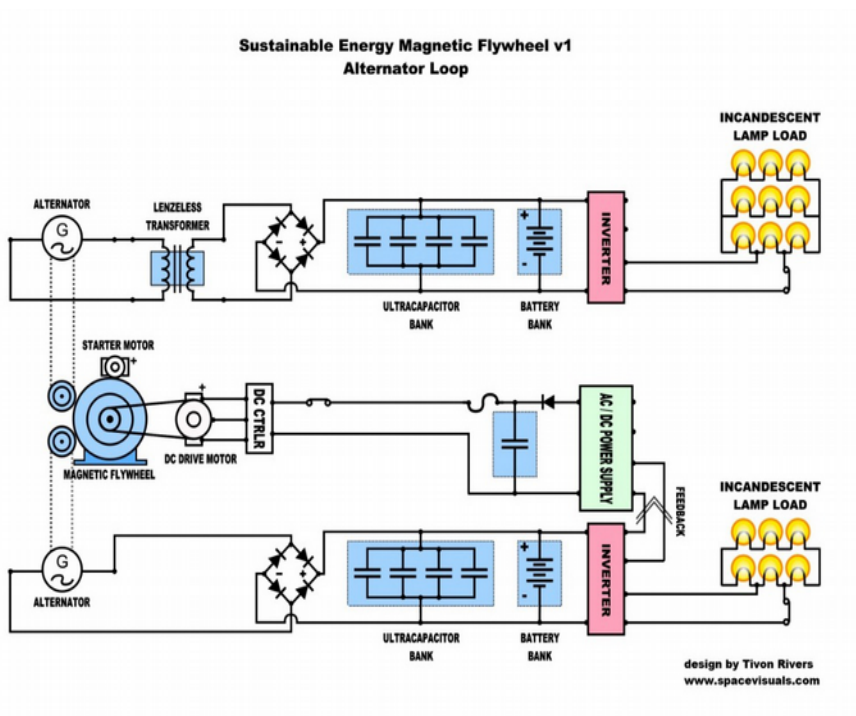 Sustainable Energy Magnetic Flywheel v1
Alternator Loop
INCANDESCENT
LAMP LOAD
ALTERNATOR
G
LENZELESS
TRANSFORMER
- +
+
-
INVERTER
ULTRACAPACITOR
BANK
BATTERY
BANK
STARTER MOTOR
+
+
DC CTRLR
AC / DC POWER SUPPLY
DC DRIVE MOTOR
MAGNETIC FLYWHEEL
FEEDBACK
INCANDESCENT
LAMP LOAD
G
ALTERNATOR
- +
+
-
INVERTER
ULTRACAPACITOR
BANK
BATTERY
BANK
design by Tivon Rivers
www.spacevisuals.com